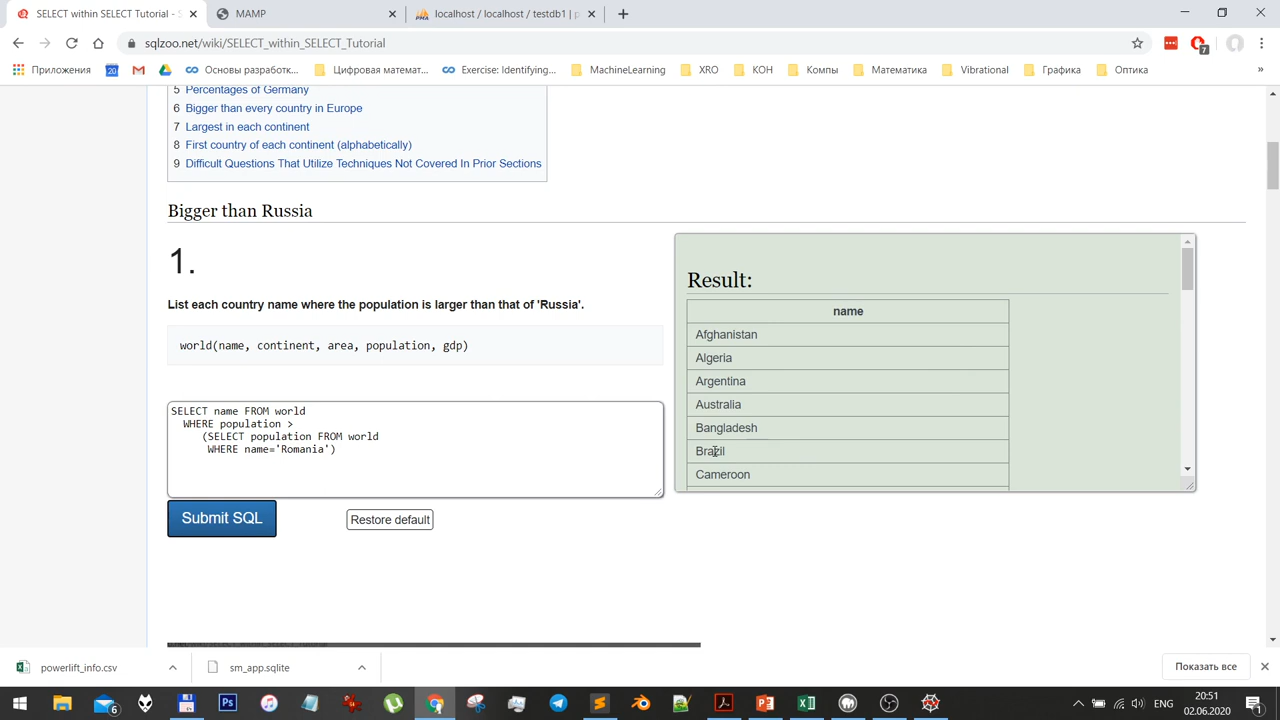 SELECT within SELECT Tutorial - S
MAMP
localhost / localhost / testdb1 | p
sqlzoo.net/wiki/SELECT_within_SELECT_Tutorial
7
Приложения
20
Основы разработк...
Цифровая математ...
Exercise: Identifying...
MachineLearning
XRO
КОН
Компы
Математика
Vibrational
Графика
Оптика
»
5 Percentages of Germany
6 Bigger than every country in Europe
7 Largest in each continent
8 First country of each continent (alphabetically)
9 Difficult Questions That Utilize Techniques Not Covered In Prior Sections
Bigger than Russia
1.
List each country name where the population is larger than that of 'Russia'.
world(name, continent, area, population, gdp)
SELECT name FROM world
WHERE population >
(SELECT population FROM world
WHERE name='Romania')
Submit SQL
Restore default
Result:
name
Afghanistan
Algeria
Argentina
Australia
Bangladesh
Brazil
Cameroon
powerlift_info.csv
sm_app.sqlite
Показать все
6
ENG
20:51
02.06.2020
1